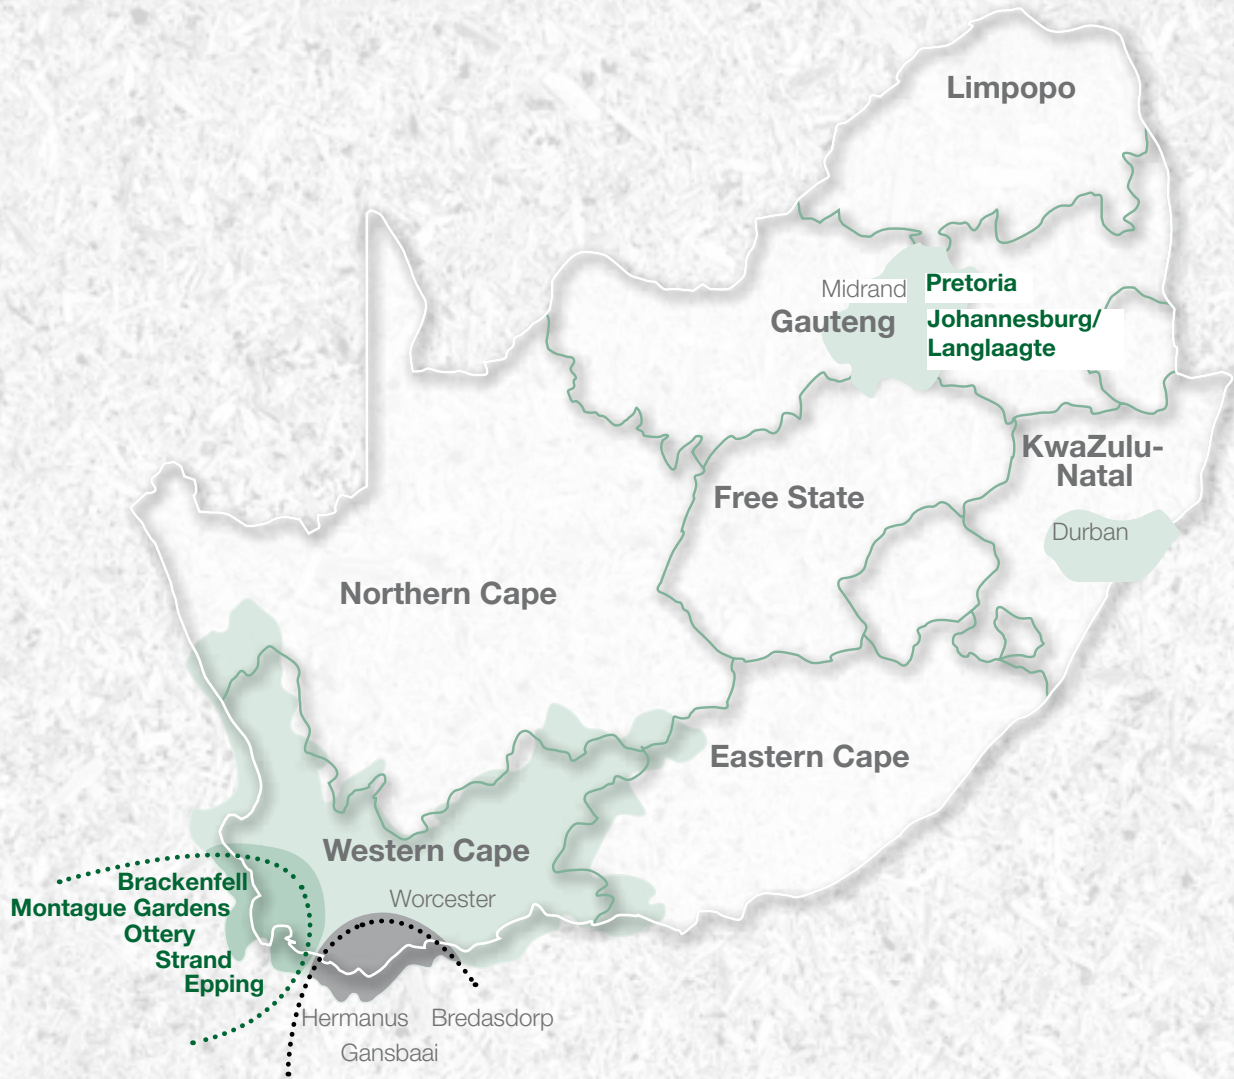 Limpopo
Midrand
Pretoria
Gauteng
Johannesburg/
Langlaagte
KwaZulu-
Natal
Free State
Durban
Northern Cape
Eastern Cape
Western Cape
Brackenfell
Montague Gardens
Ottery
Strand
Epping
Worcester
Hermanus
Bredasdorp
Gansbaai